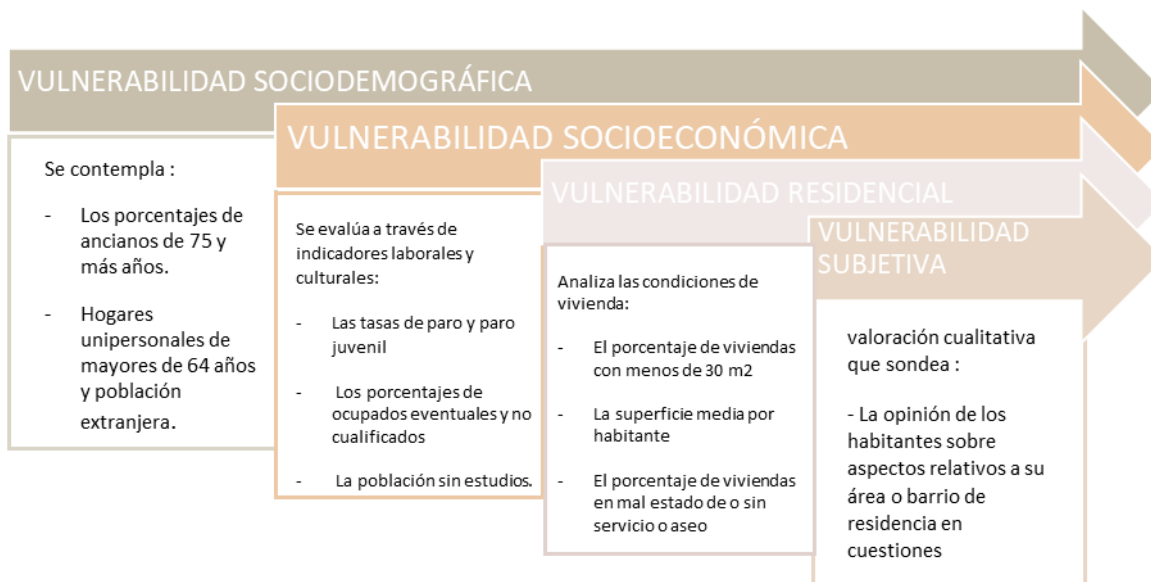 VULNERABILIDAD SOCIODEMOGRÁFICA
Se contempla :
- Los porcentajes de
ancianos de 75 y
más años.
- Hogares
unipersonales de
mayores de 64 años
y población
extranjera.
VULNERABILIDAD SOCIOECONÓMICA
Se evalúa a través de
indicadores laborales y
culturales:
- Las tasas de paro y paro
juvenil
- Los porcentajes de
ocupados eventuales y no
cualificados
- La población sin estudios.
VULNERABILIDAD RESIDENCIAL
Analiza las condiciones de
vivienda:
- El porcentaje de viviendas
con menos de 30 m2
- La superficie media por
habitante
- El porcentaje de viviendas
en mal estado de o sin
servicio o aseo
VULNERABILIDAD
SUBJETIVA
valoración cualitativa
que sondea :
- La opinión de los
habitantes sobre
aspectos relativos a su
área o barrio de
residencia en
cuestiones